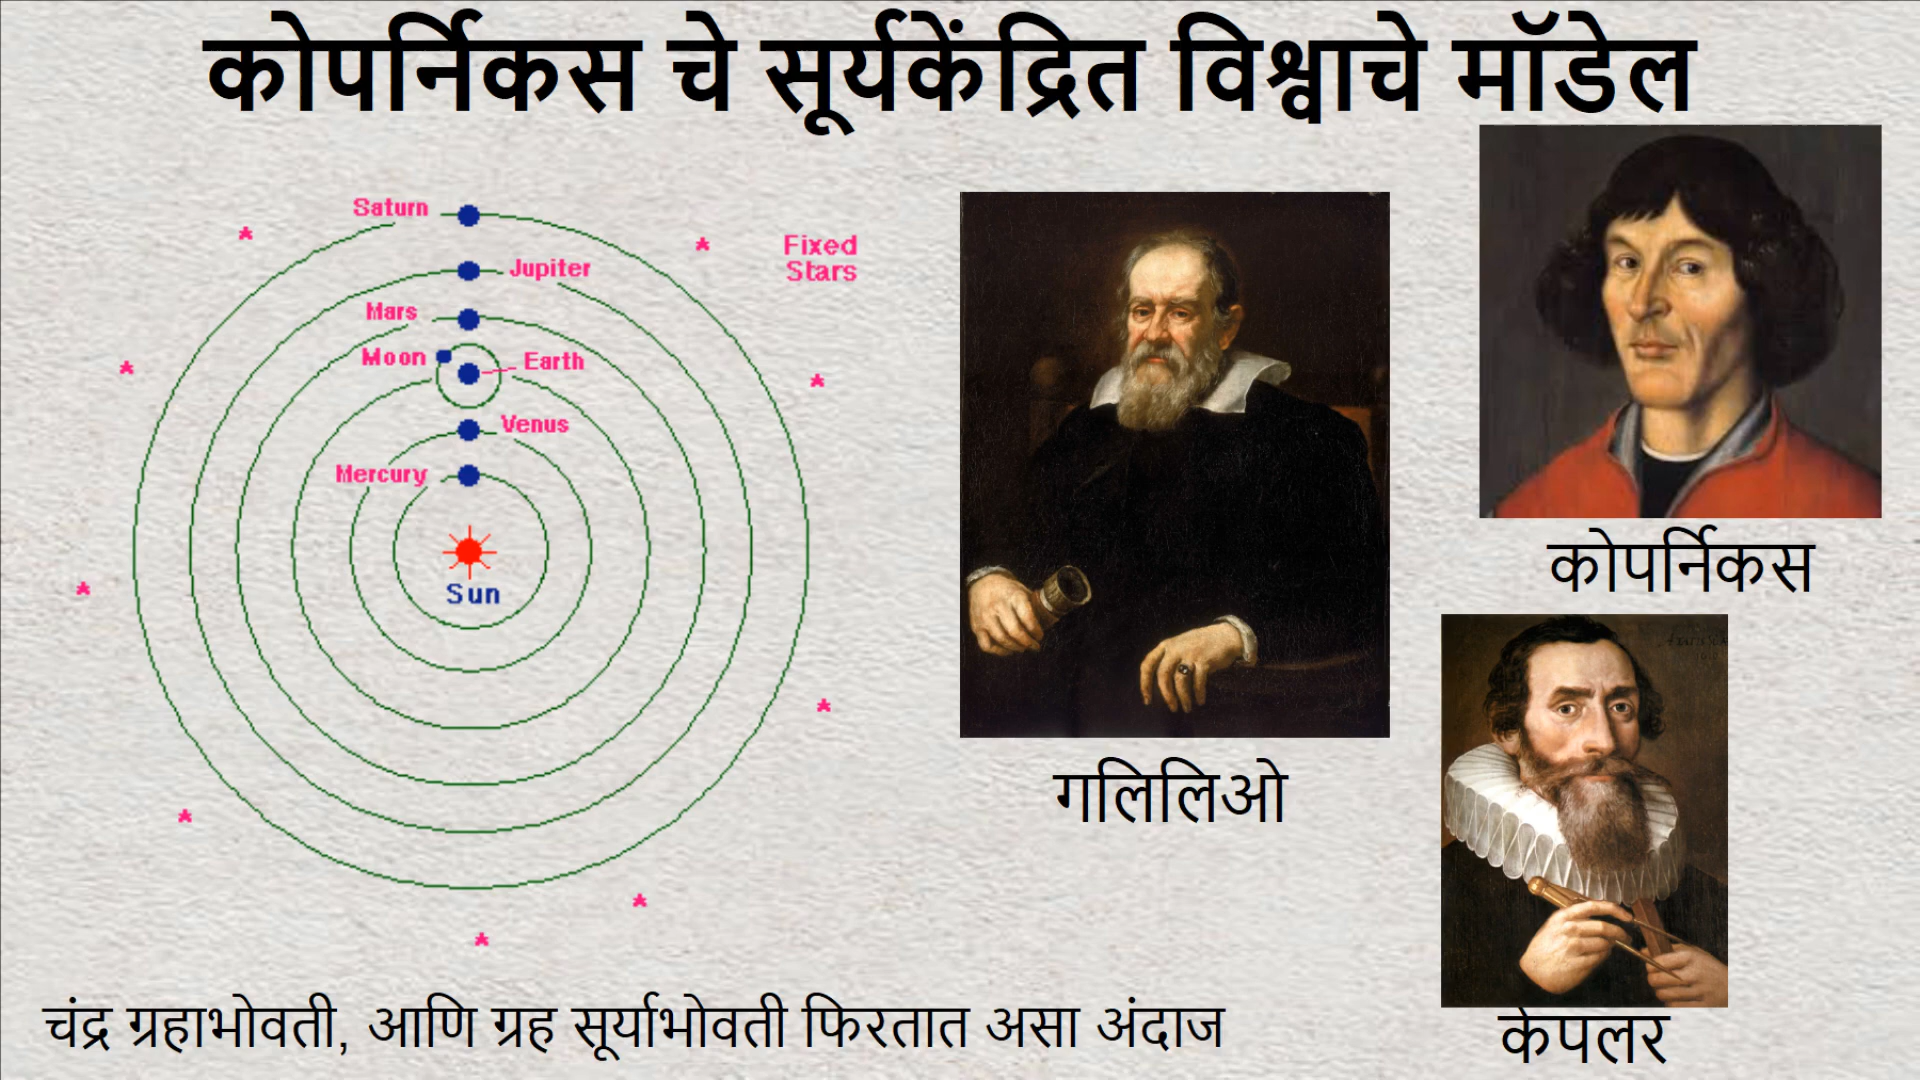 कोपर्निकस चे सूर्यकेंद्रित विश्वाचे मॉडेल
Saturn
Fixed
Stars
Jupiter
Mars
Moon
Earth
Venus
Mercury
Sun
गलिलिओ
कोपर्निकस
केपलर
चंद्र ग्रहाभोवती, आणि ग्रह सूर्याभोवती फिरतात असा अंदाज